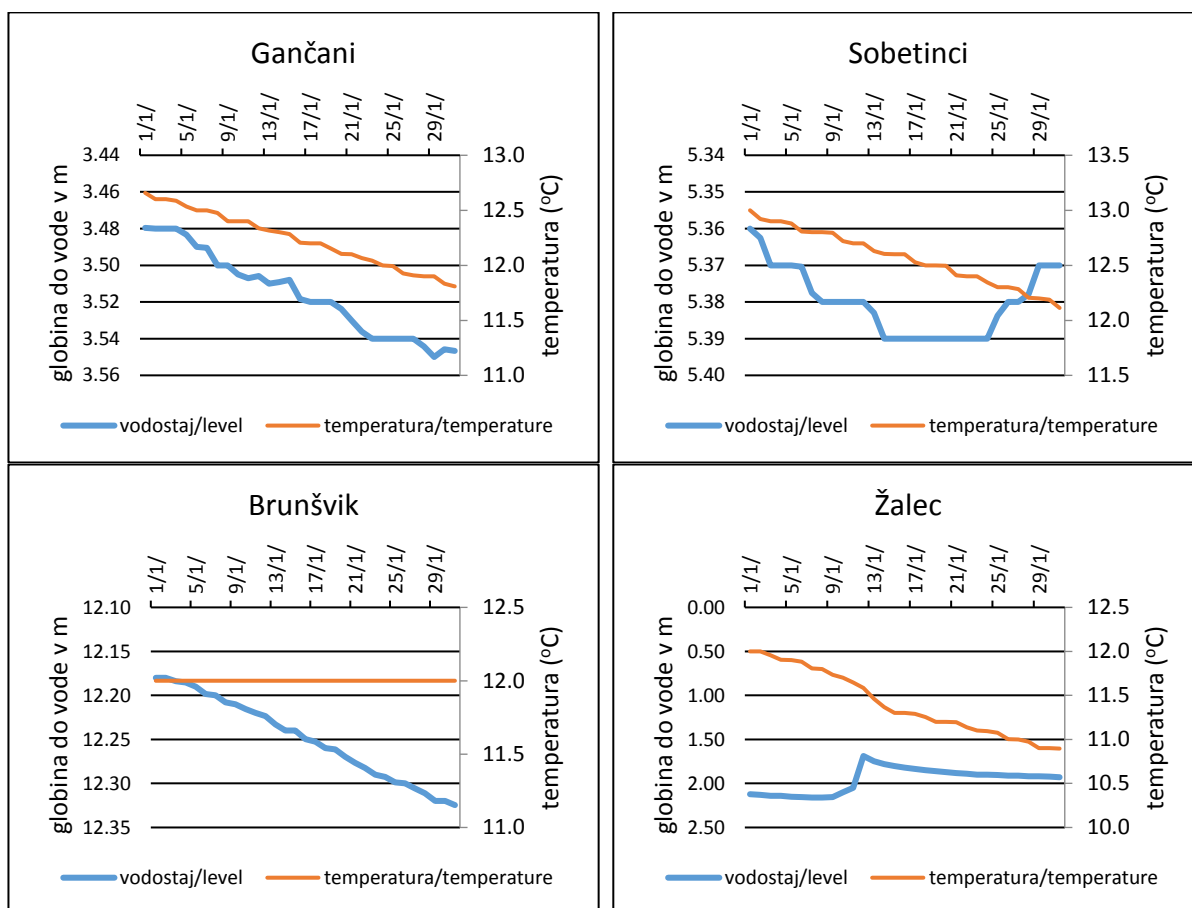 Gančani
1/1/ 5/1/ 9/1/ 13/1/ 17/1/ 21/1/ 25/1/ 29/1/
globina do vode v m
3.44
3.46
3.48
3.50
3.52
3.54
3.56
13.0
12.5
12.0
11.5
11.0
temperatura (ºC)
vodostaj/level temperatura/temperature
Sobetinci
1/1/ 5/1/ 9/1/ 13/1/ 17/1/ 21/1/ 25/1/ 29/1/
globina do vode v m
5.34
5.35
5.36
5.37
5.38
5.39
5.40
13.5
13.0
12.5
12.0
11.5
temperatura (ºC)
vodostaj/level temperatura/temperature
Brunšvik
1/1/ 5/1/ 9/1/ 13/1/ 17/1/ 21/1/ 25/1/ 29/1/
globina do vode v m
12.10
12.15
12.20
12.25
12.30
12.35
12.5
12.0
11.5
11.0
temperatura (ºC)
vodostaj/level temperatura/temperature
Žalec
1/1/ 5/1/ 9/1/ 13/1/ 17/1/ 21/1/ 25/1/ 29/1/
globina do vode v m
0.00
0.50
1.00
1.50
2.00
2.50
12.5
12.0
11.5
11.0
10.5
10.0
temperatura (ºC)
vodostaj/level temperatura/temperature